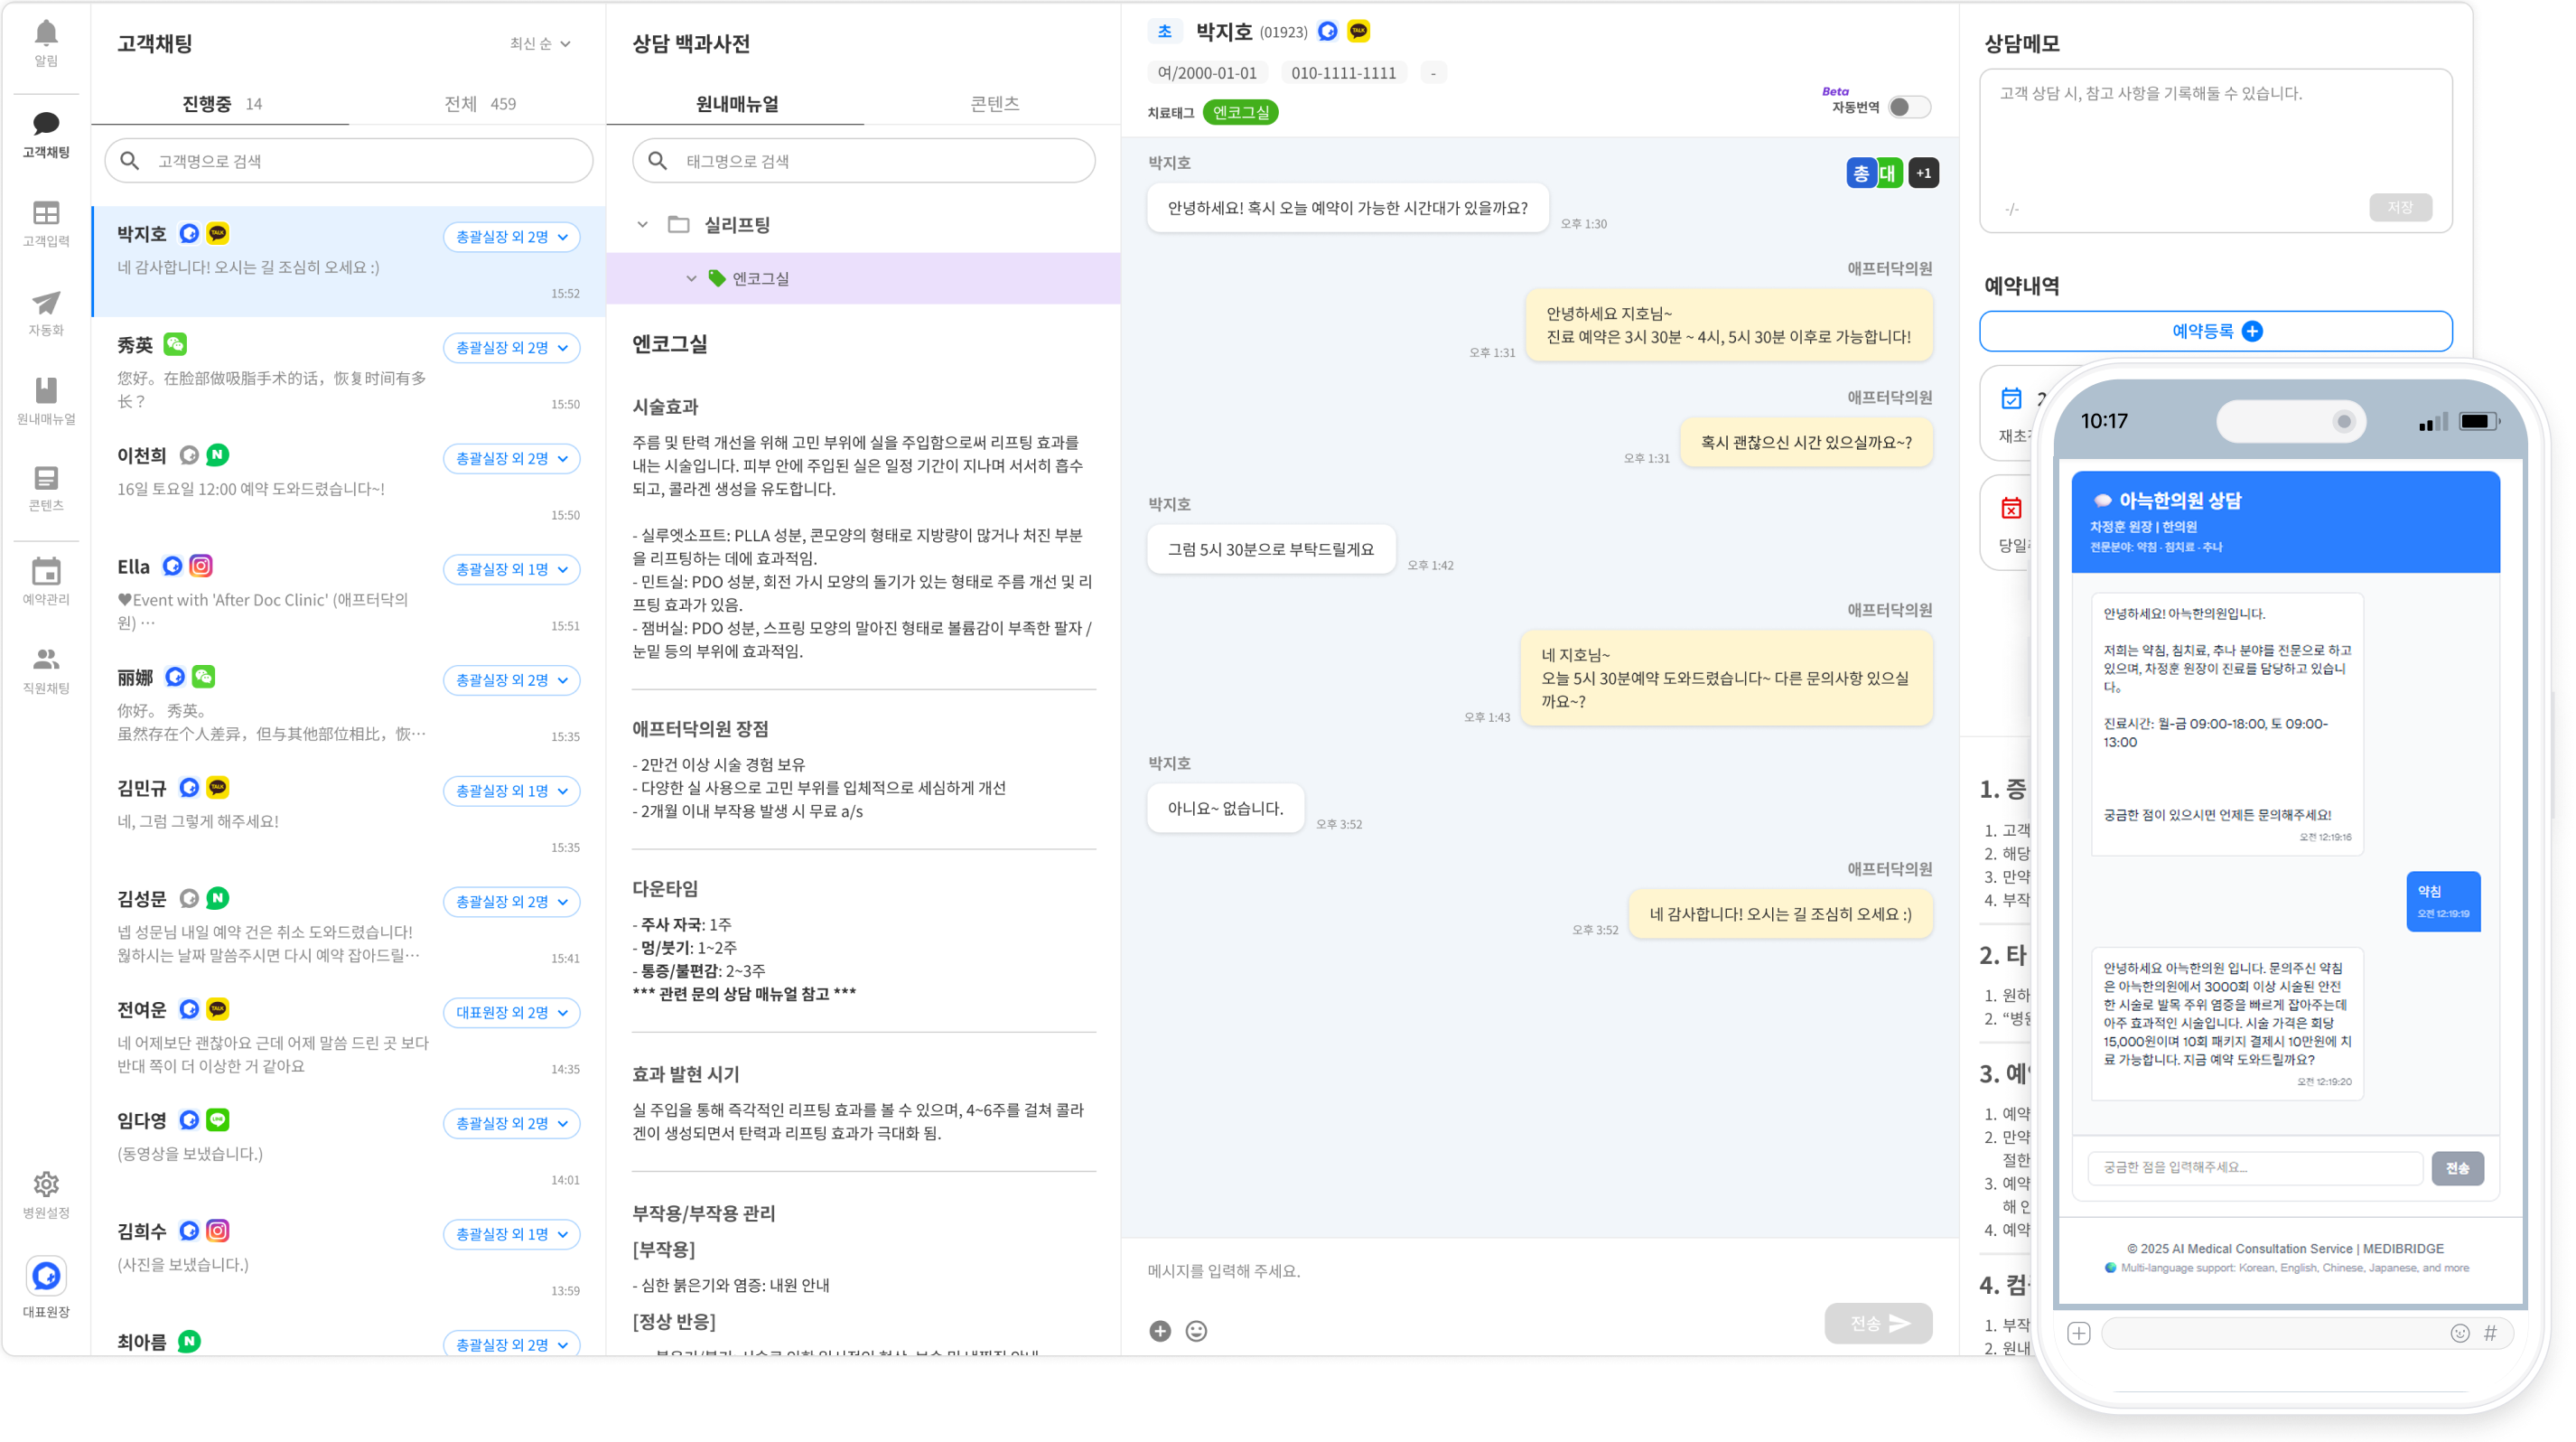 알림
고객채팅
고객입력
자동화
원내매뉴얼
콘텐츠
예약관리
직원채팅
병원설정
대표원장
고객채팅
최신 순
진행중 14
전체 459
고객명으로 검색
박지호
TALK
총괄실장 외 2명
네 감사합니다! 오시는 길 조심히 오세요 :)
15:52
秀英
총괄실장 외 2명
您好。在脸部做吸脂手术的话，恢复时间有多
长？
15:50
이천희
N
총괄실장 외 2명
16일 토요일 12:00 예약 도와드렸습니다~!
15:50
Ella
총괄실장 외 1명
♥Event with 'After Doc Clinic' (애프터닥의
원) ⋯
15:51
丽娜
총괄실장 외 2명
你好。 秀英。
虽然存在个人差异，但与其他部位相比，恢⋯
15:35
김민규
TALK
총괄실장 외 1명
네, 그럼 그렇게 해주세요!
15:35
김성문
N
총괄실장 외 2명
넵 성문님 내일 예약 건은 취소 도와드렸습니다!
웒하시는 날짜 말씀주시면 다시 예약 잡아드릴⋯
15:41
전여운
TALK
대표원장 외 2명
네 어제보단 괜찮아요 근데 어제 말씀 드린 곳 보다
반대 쪽이 더 이상한 거 같아요
14:35
임다영
LINE
총괄실장 외 2명
(동영상을 보냈습니다.)
14:01
김희수
총괄실장 외 1명
(사진을 보냈습니다.)
13:59
최아름
N
총괄실장 외 2명
상담 백과사전
원내매뉴얼
콘텐츠
태그명으로 검색
실리프팅
엔코그실
엔코그실
시술효과
주름 및 탄력 개선을 위해 고민 부위에 실을 주입함으로써 리프팅 효과를
내는 시술입니다. 피부 안에 주입된 실은 일정 기간이 지나며 서서히 흡수
되고, 콜라겐 생성을 유도합니다.
- 실루엣소프트: PLLA 성분, 콘모양의 형태로 지방량이 많거나 처진 부분
을 리프팅하는 데에 효과적임.
- 민트실: PDO 성분, 회전 가시 모양의 돌기가 있는 형태로 주름 개선 및 리
프팅 효과가 있음.
- 잼버실: PDO 성분, 스프링 모양의 말아진 형태로 볼륨감이 부족한 팔자 /
눈밑 등의 부위에 효과적임.
애프터닥의원 장점
- 2만건 이상 시술 경험 보유
- 다양한 실 사용으로 고민 부위를 입체적으로 세심하게 개선
- 2개월 이내 부작용 발생 시 무료 a/s
다운타임
- 주사 자국: 1주
- 멍/붓기: 1~2주
- 통증/불편감: 2~3주
*** 관련 문의 상담 매뉴얼 참고 ***
효과 발현 시기
실 주입을 통해 즉각적인 리프팅 효과를 볼 수 있으며, 4~6주를 걸쳐 콜라
겐이 생성되면서 탄력과 리프팅 효과가 극대화 됨.
부작용/부작용 관리
[부작용]
- 심한 붉은기와 염증: 내원 안내
[정상 반응]
초 박지호 (01923)
TALK
여/2000-01-01
010-1111-1111
-
치료태그
엔코그실
Beta
자동번역
총 대 +1
박지호
안녕하세요! 혹시 오늘 예약이 가능한 시간대가 있을까요?
오후 1:30
애프터닥의원
안녕하세요 지호님~
진료 예약은 3시 30분 ~ 4시, 5시 30분 이후로 가능합니다!
오후 1:31
애프터닥의원
혹시 괜찮으신 시간 있으실까요~?
오후 1:31
박지호
그럼 5시 30분으로 부탁드릴게요
오후 1:42
애프터닥의원
네 지호님~
오늘 5시 30분예약 도와드렸습니다~ 다른 문의사항 있으실
까요~?
오후 1:43
박지호
아니요~ 없습니다.
오후 3:52
애프터닥의원
네 감사합니다! 오시는 길 조심히 오세요 :)
오후 3:52
메시지를 입력해 주세요.
전송
상담메모
고객 상담 시, 참고 사항을 기록해둘 수 있습니다.
-/-
저장
예약내역
예약등록
재초
당일
1. 증
1. 고객
2. 해당
3. 만약
4. 부작
2. 타
1. 원하
2. “병원
3. 예약
1. 예약
2. 만약
절한
3. 예약
해 안
4. 예약
4. 컴
1. 부작
2. 원내
10:17
아늑한의원 상담
차정훈 원장 | 한의원
전문분야: 약침 · 침치료 · 추나
안녕하세요! 아늑한의원입니다.
저희는 약침, 침치료, 추나 분야를 전문으로 하고
있으며, 차정훈 원장이 진료를 담당하고 있습니
다.
진료시간: 월-금 09:00-18:00, 토 09:00-
13:00
궁금한 점이 있으시면 언제든 문의해주세요!
오전 12:19:16
약침
오전 12:19:19
안녕하세요 아늑한의원 입니다. 문의주신 약침
은 아늑한의원에서 3000회 이상 시술된 안전
한 시술로 발목 주위 염증을 빠르게 잡아주는데
아주 효과적인 시술입니다. 시술 가격은 회당
15,000원이며 10회 패키지 결제시 10만원에 치
료 가능합니다. 지금 예약 도와드릴까요?
오전 12:19:20
궁금한 점을 입력해주세요...
전송
© 2025 AI Medical Consultation Service | MEDIBRIDGE
Multi-language support: Korean, English, Chinese, Japanese, and more
#